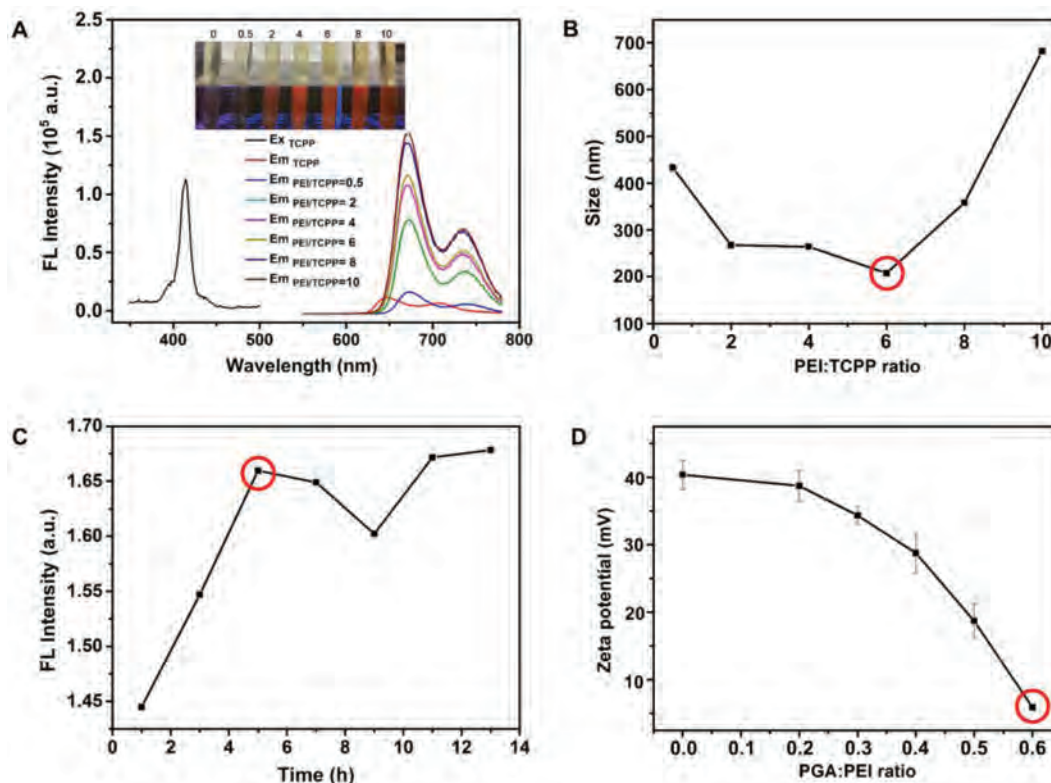 A
FL Intensity (10⁵ a.u.)
2.5
2.0
1.5
1.0
0.5
0.0
0 0.5 2 4 6 8 10
Ex TCPP
Em TCPP
Em PEI/TCPP=0.5
Em PEI/TCPP= 2
Em PEI/TCPP= 4
Em PEI/TCPP= 6
Em PEI/TCPP= 8
Em PEI/TCPP=10
400 500 600 700 800
Wavelength (nm)
B
Size (nm)
700
600
500
400
300
200
100
0 2 4 6 8 10
PEI:TCPP ratio
C
FL Intensity (a.u.)
1.70
1.65
1.60
1.55
1.50
1.45
0 2 4 6 8 10 12 14
Time (h)
D
Zeta potential (mV)
40
30
20
10
0.0 0.1 0.2 0.3 0.4 0.5 0.6
PGA:PEI ratio